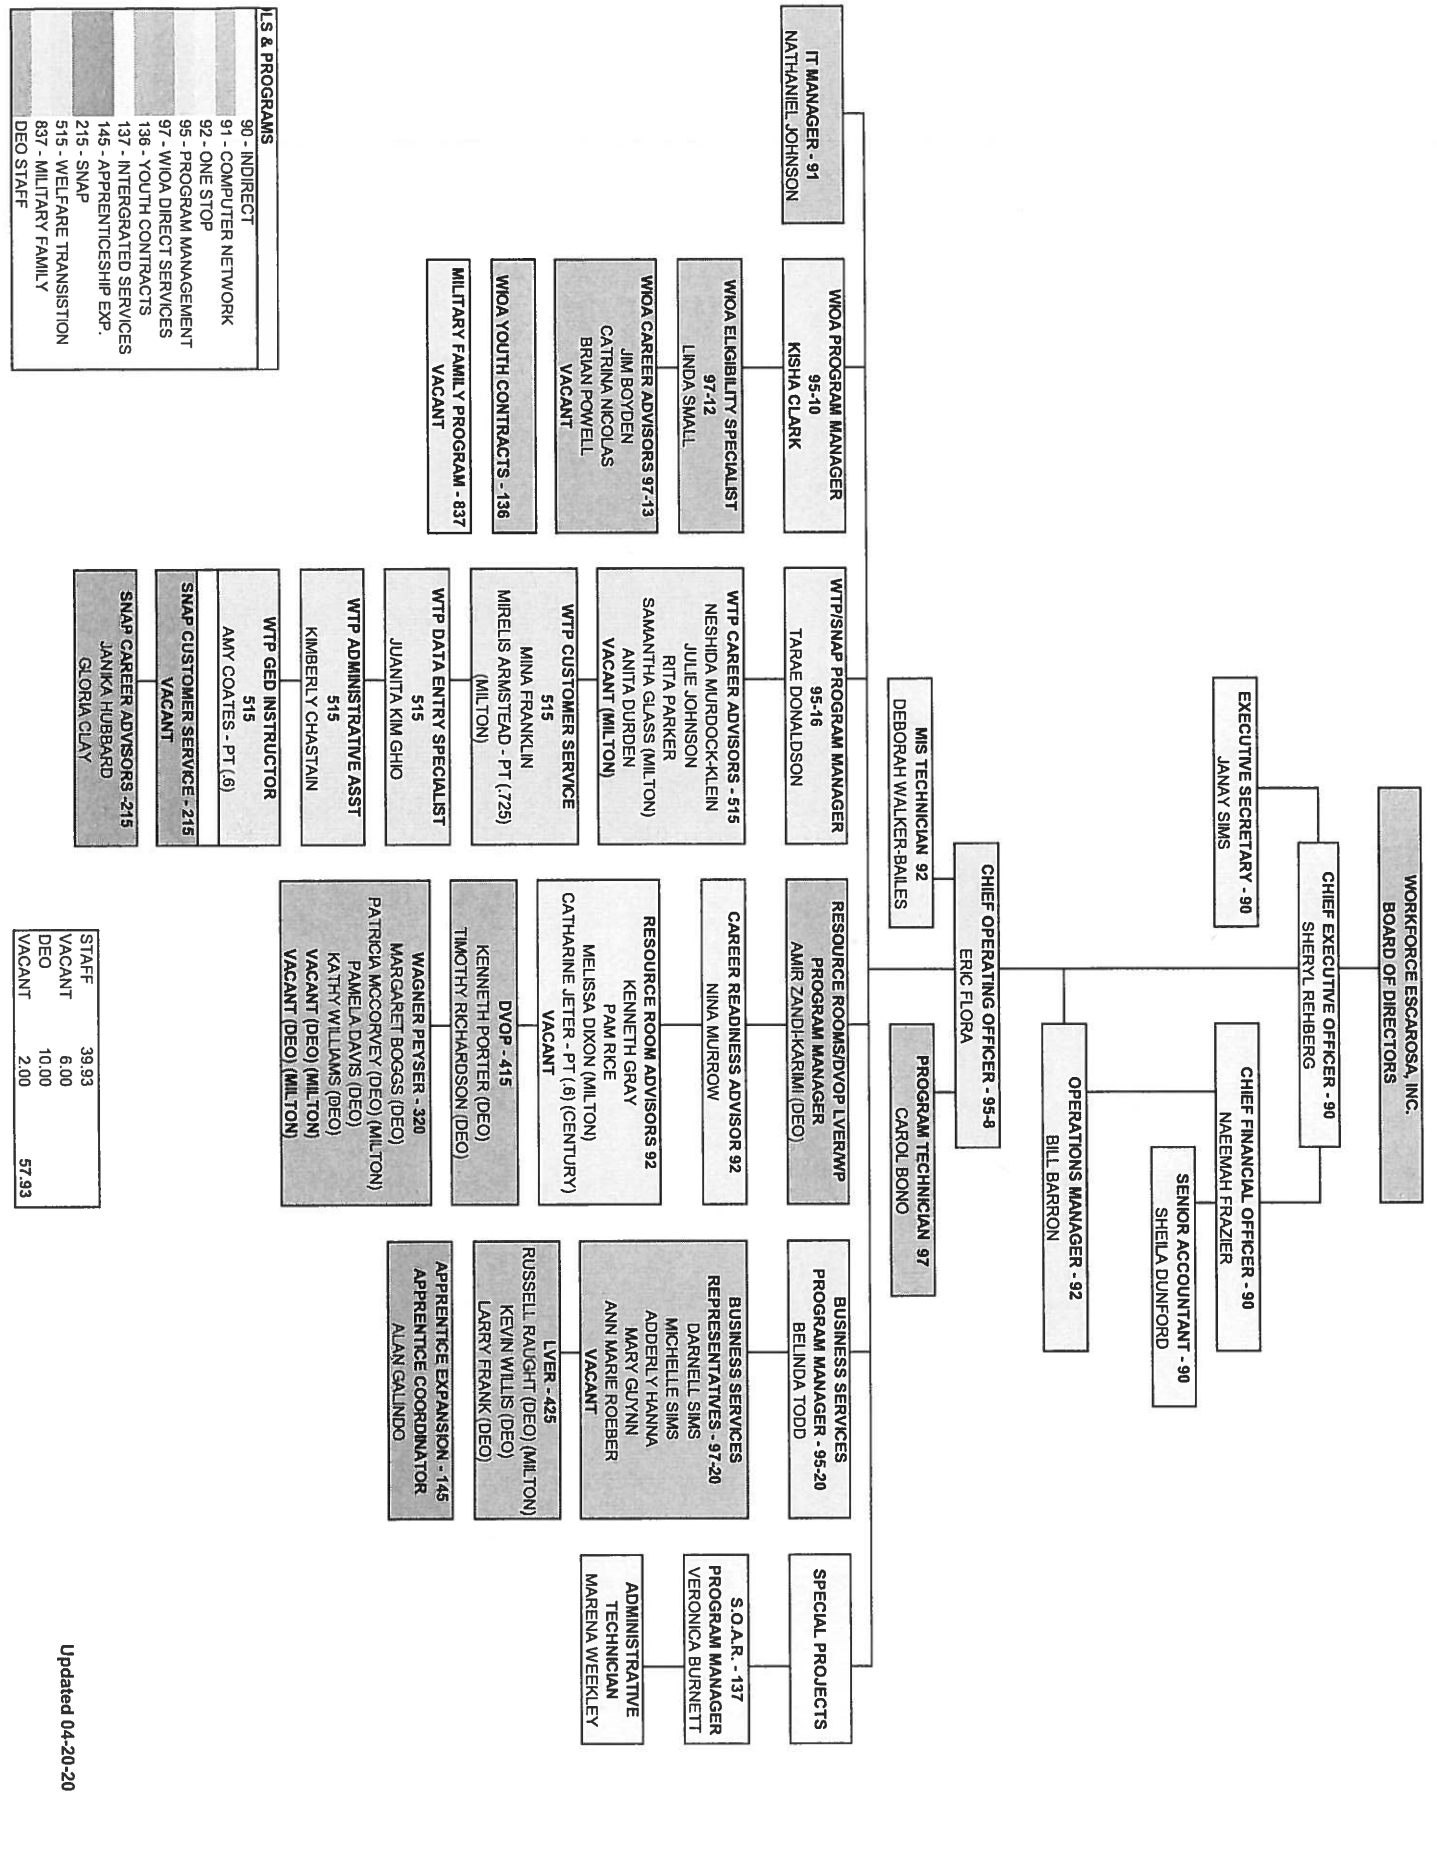 WORKFORCE ESCAROSA, INC.
BOARD OF DIRECTORS
CHIEF EXECUTIVE OFFICER - 90
SHERYL REHBERG
EXECUTIVE SECRETARY - 90
JANAY SIMS
CHIEF FINANCIAL OFFICER - 90
NAEEMAH FRAZIER
SENIOR ACCOUNTANT - 90
SHEILA DUNFORD
OPERATIONS MANAGER - 92
BILL BARRON
CHIEF OPERATING OFFICER - 95-8
ERIC FLORA
MIS TECHNICIAN 92
DEBORAH WALKER-BAILES
PROGRAM TECHNICIAN 97
CAROL BONO
IT MANAGER - 91
NATHANIEL JOHNSON
WIOA PROGRAM MANAGER
95-10
KISHA CLARK
WIOA ELIGIBILITY SPECIALIST
97-12
LINDA SMALL
WIOA CAREER ADVISORS 97-13
JIM BOYDEN
CATRINA NICOLAS
BRIAN POWELL
VACANT
WIOA YOUTH CONTRACTS - 136
MILITARY FAMILY PROGRAM - 837
VACANT
WTP/SNAP PROGRAM MANAGER
95-16
TARAE DONALDSON
WTP CAREER ADVISORS - 515
NESHIDA MURDOCK-KLEIN
JULIE JOHNSON
RITA PARKER
SAMANTHA GLASS (MILTON)
ANITA DURDEN
VACANT (MILTON)
WTP CUSTOMER SERVICE
515
MINA FRANKLIN
MIRELIS ARMSTEAD - PT (.725)
(MILTON)
WTP DATA ENTRY SPECIALIST
515
JUANITA KIM GHIO
WTP ADMINISTRATIVE ASST
515
KIMBERLY CHASTAIN
WTP GED INSTRUCTOR
515
AMY COATES - PT (.6)
SNAP CUSTOMER SERVICE - 215
VACANT
SNAP CAREER ADVISORS -215
JANIKA HUBBARD
GLORIA CLAY
RESOURCE ROOMS/DVOP LVER/WP
PROGRAM MANAGER
AMIR ZANDI-KARIMI (DEO)
CAREER READINESS ADVISOR 92
NINA MURROW
RESOURCE ROOM ADVISORS 92
KENNETH GRAY
PAM RICE
MELISSA DIXON (MILTON)
CATHARINE JETER - PT (.6) (CENTURY)
VACANT
DVOP - 415
KENNETH PORTER (DEO)
TIMOTHY RICHARDSON (DEO)
WAGNER PEYSER - 320
MARGARET BOGGS (DEO)
PATRICIA MCCORVEY (DEO) (MILTON)
PAMELA DAVIS (DEO)
KATHY WILLIAMS (DEO)
VACANT (DEO) (MILTON)
VACANT (DEO) (MILTON)
BUSINESS SERVICES
PROGRAM MANAGER - 95-20
BELINDA TODD
BUSINESS SERVICES
REPRESENTATIVES - 97-20
DARNELL SIMS
MICHELLE SIMS
ADDERLY HANNA
MARY GUYNN
ANN MARIE ROEBER
VACANT
LVER - 425
RUSSELL RAUGHT (DEO) (MILTON)
KEVIN WILLIS (DEO)
LARRY FRANK (DEO)
APPRENTICE EXPANSION - 145
APPRENTICE COORDINATOR
ALAN GALINDO
SPECIAL PROJECTS
S.O.A.R. - 137
PROGRAM MANAGER
VERONICA BURNETT
ADMINISTRATIVE
TECHNICIAN
MARENA WEEKLEY
LS & PROGRAMS
90 - INDIRECT
91 - COMPUTER NETWORK
92 - ONE STOP
95 - PROGRAM MANAGEMENT
97 - WIOA DIRECT SERVICES
136 - YOUTH CONTRACTS
137 - INTERGRATED SERVICES
145 - APPRENTICESHIP EXP.
215 - SNAP
515 - WELFARE TRANSISTION
837 - MILITARY FAMILY
DEO STAFF
STAFF 39.93
VACANT 6.00
DEO 10.00
VACANT 2.00 57.93
Updated 04-20-20